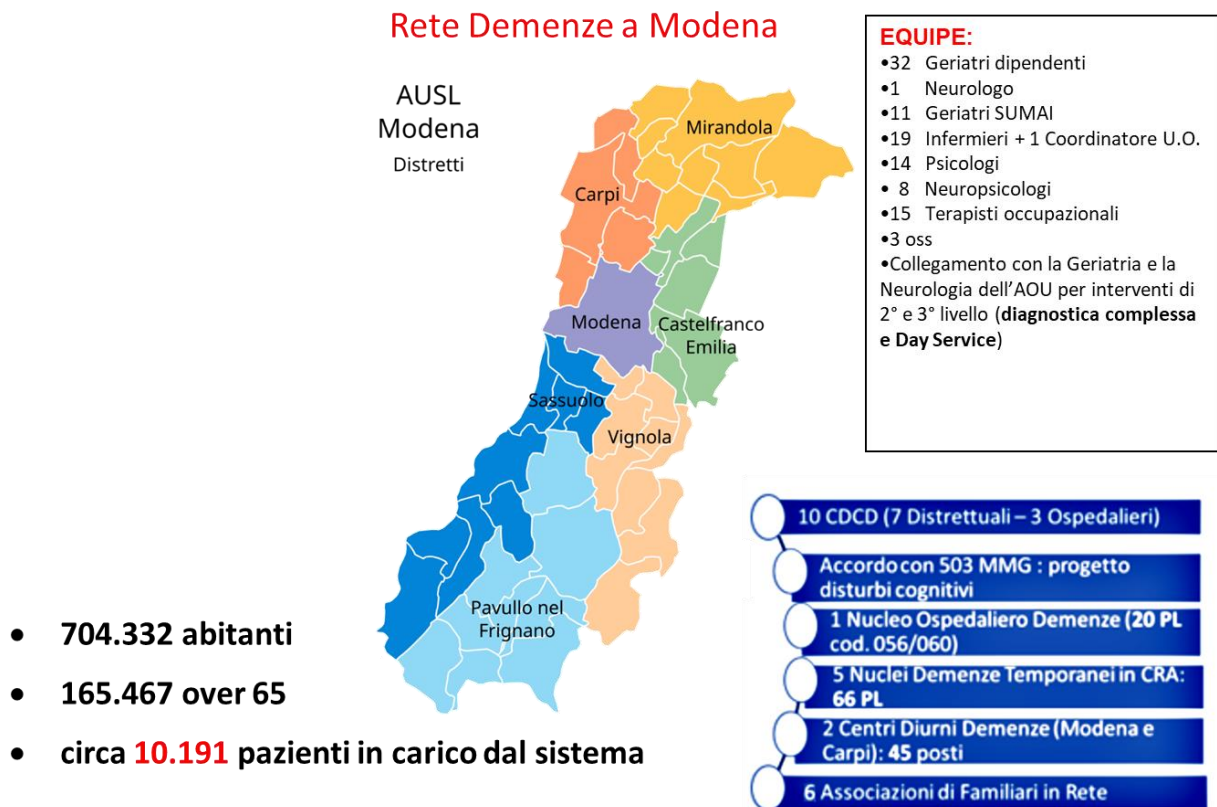 Rete Demenze a Modena
AUSL
Modena
Distretti
Mirandola
Carpi
Modena
Castelfranco
Emilia
Sassuolo
Vignola
Pavullo nel
Frignano
EQUIPE:
•32 Geriatri dipendenti
•1 Neurologo
•11 Geriatri SUMAI
•19 Infermieri + 1 Coordinatore U.O.
•14 Psicologi
• 8 Neuropsicologi
•15 Terapisti occupazionali
•3 oss
•Collegamento con la Geriatria e la
Neurologia dell’AOU per interventi di
2° e 3° livello (diagnostica complessa
e Day Service)
• 704.332 abitanti
• 165.467 over 65
• circa 10.191 pazienti in carico dal sistema
10 CDCD (7 Distrettuali – 3 Ospedalieri)
Accordo con 503 MMG : progetto
disturbi cognitivi
1 Nucleo Ospedaliero Demenze (20 PL
cod. 056/060)
5 Nuclei Demenze Temporanei in CRA:
66 PL
2 Centri Diurni Demenze (Modena e
Carpi): 45 posti
6 Associazioni di Familiari in Rete